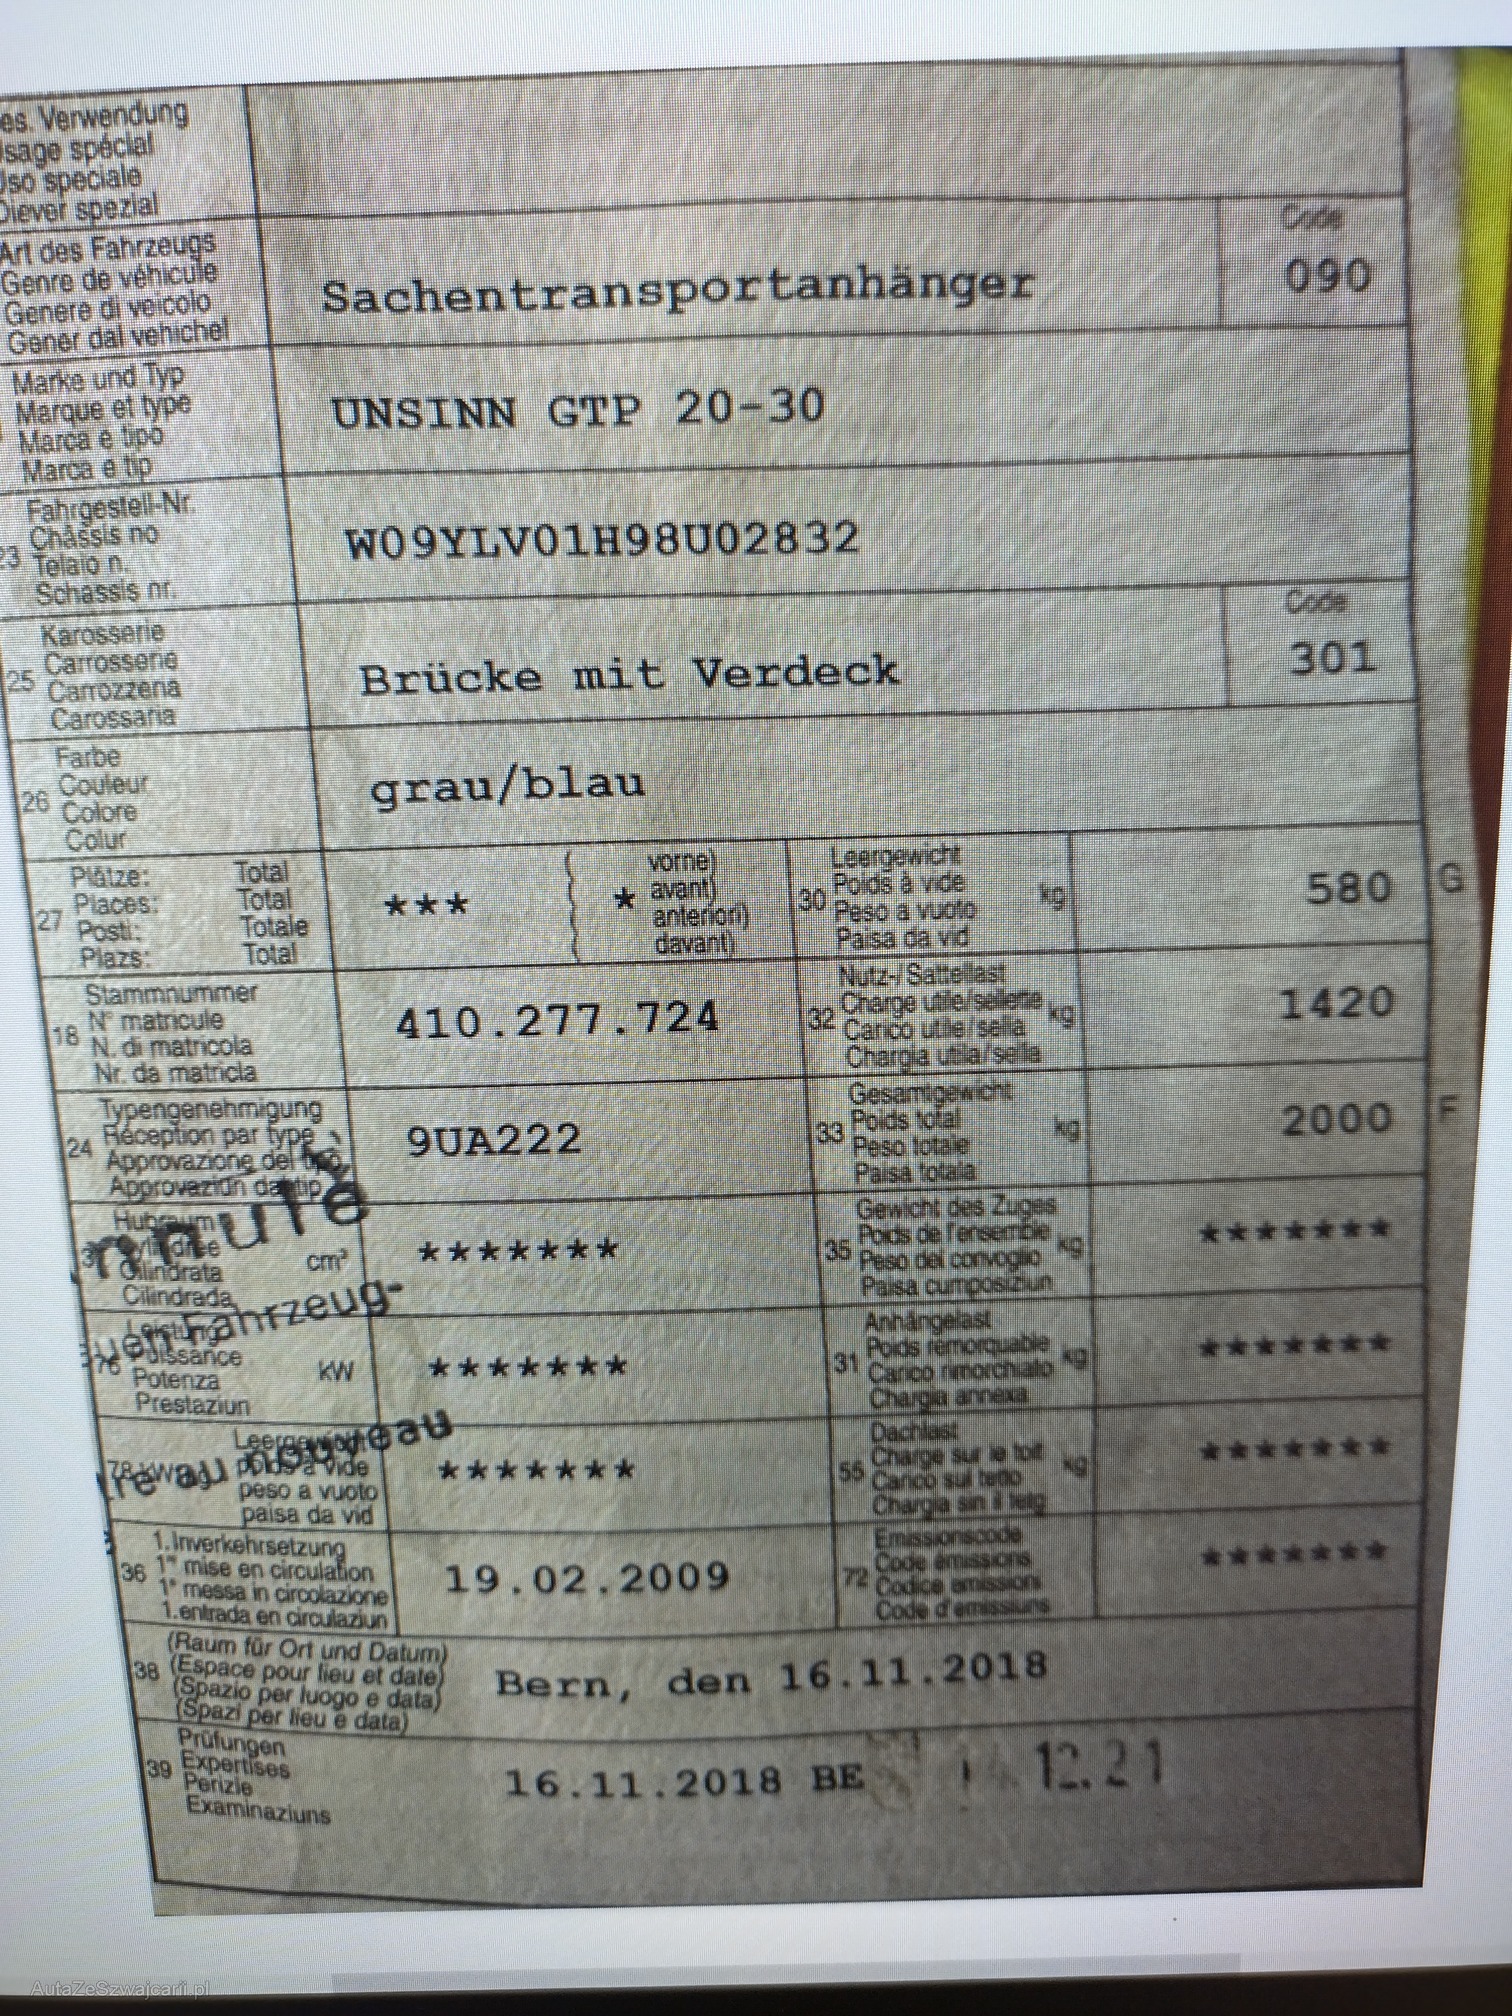 es. Verwendung
sage spécial
Uso speciale
Diever spezial
Art des Fahrzeugs
Genre de véhicule
Genere di veicolo
Gener dal vehichel
Sachentransportanhänger
Code
090
Marke und Typ
Marque et type
Marca e tipo
Marca e tip
UNSINN GTP 20-30
23
Fahrgestell-Nr.
Châssis no
Telaio n.
Schassis nr.
W09YLV01H98U02832
25
Karosserie
Carrosserie
Carrozzeria
Carossaria
Brücke mit Verdeck
Code
301
26
Farbe
Couleur
Colore
Colur
grau/blau
27
Plätze: Total
Places: Total
Posti: Totale
Plazs: Total
***
* vorne)
avant)
anteriori)
davant)
30
Leergewicht
Poids à vide
Peso a vuoto
Paisa da vid
kg
580
G
18
Stammnummer
N° matricule
N. di matricola
Nr. da matricla
410.277.724
32
Nutz-/Sattellast
Charge utile/sellette
Carico utile/sella
Chargia utila/sella
kg
1420
24
Typengenehmigung
Réception par type
Approvazione del tipo
Approvaziun da tip
9UA222
33
Gesamtgewicht
Poids total
Peso totale
Paisa totala
kg
2000
F
Hubraum
Cilindrata
Cilindrada
cm³
*******
35
Gewicht des Zuges
Poids de l'ensemble
Peso del convoglio
Paisa cumposiziun
kg
*******
76
Leistung
Puissance
Potenza
Prestaziun
kW
*******
Fahrzeug-
31
Anhängelast
Poids remorquable
Carico rimorchiato
Chargia annexa
kg
*******
78
Leergewicht
poids à vide
peso a vuoto
paisa da vid
*******
nouveau
55
Dachlast
Charge sur le toit
Carico sul tetto
Chargia sin il tetg
kg
*******
36
1.Inverkehrsetzung
1re mise en circulation
1a messa in circolazione
1.entrada en circulaziun
19.02.2009
72
Emissionscode
Code émissions
Codice emissioni
Code d'emissiuns
*******
38
(Raum für Ort und Datum)
(Espace pour lieu et date)
(Spazio per luogo e data)
(Spazi per lieu e data)
Bern, den 16.11.2018
39
Prüfungen
Expertises
Perizie
Examinaziuns
16.11.2018 BE
12.21
AutaZeSzwajcarii.pl